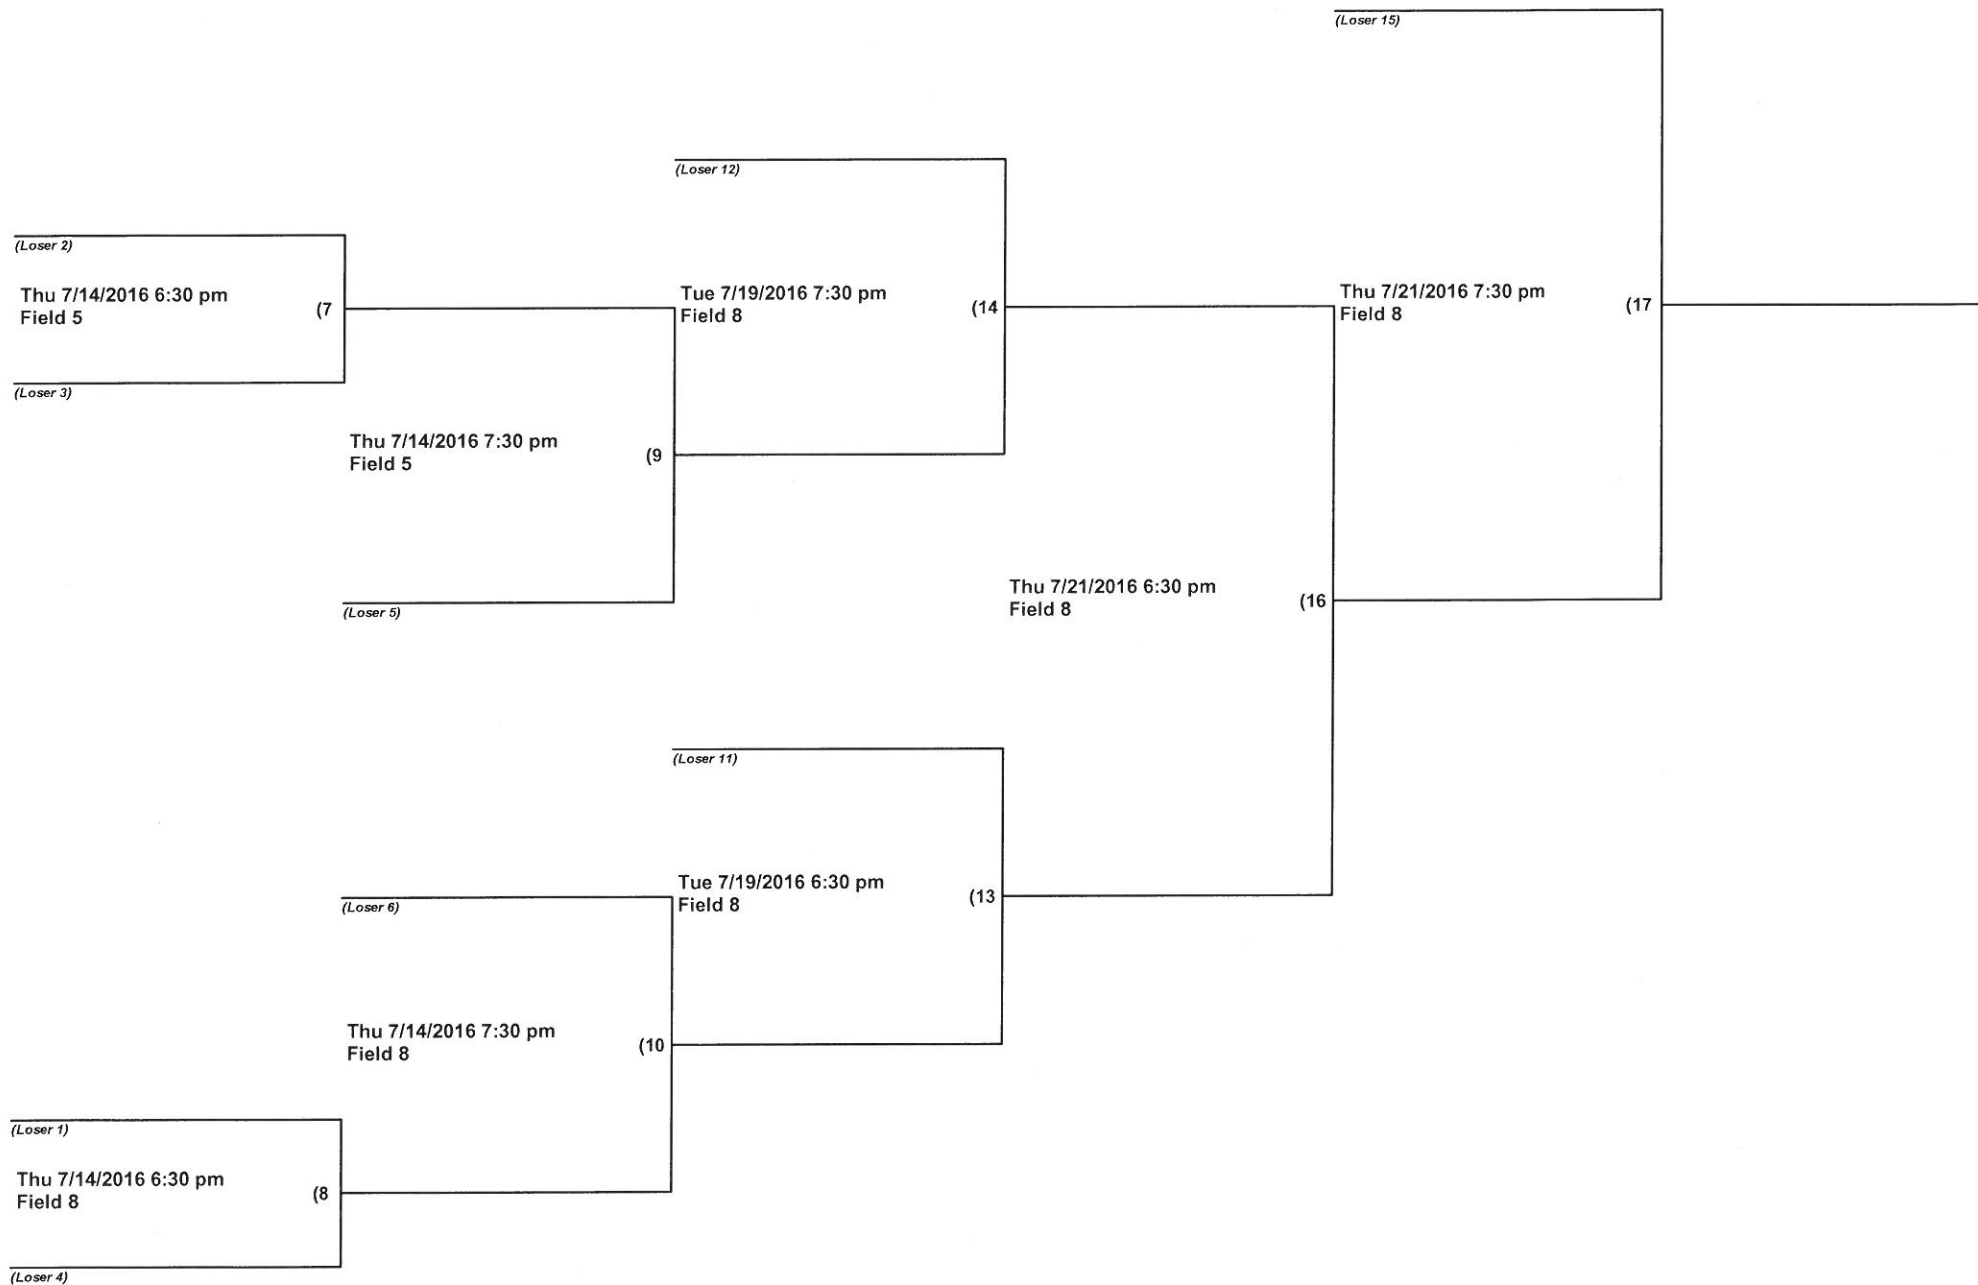 (Loser 15)
(Loser 12)
(Loser 2)
Thu 7/14/2016 6:30 pm
Field 5
(7
Tue 7/19/2016 7:30 pm
Field 8
(14
Thu 7/21/2016 7:30 pm
Field 8
(17
(Loser 3)
Thu 7/14/2016 7:30 pm
Field 5
(9
(Loser 5)
Thu 7/21/2016 6:30 pm
Field 8
(16
(Loser 11)
(Loser 6)
Tue 7/19/2016 6:30 pm
Field 8
(13
Thu 7/14/2016 7:30 pm
Field 8
(10
(Loser 1)
Thu 7/14/2016 6:30 pm
Field 8
(8
(Loser 4)